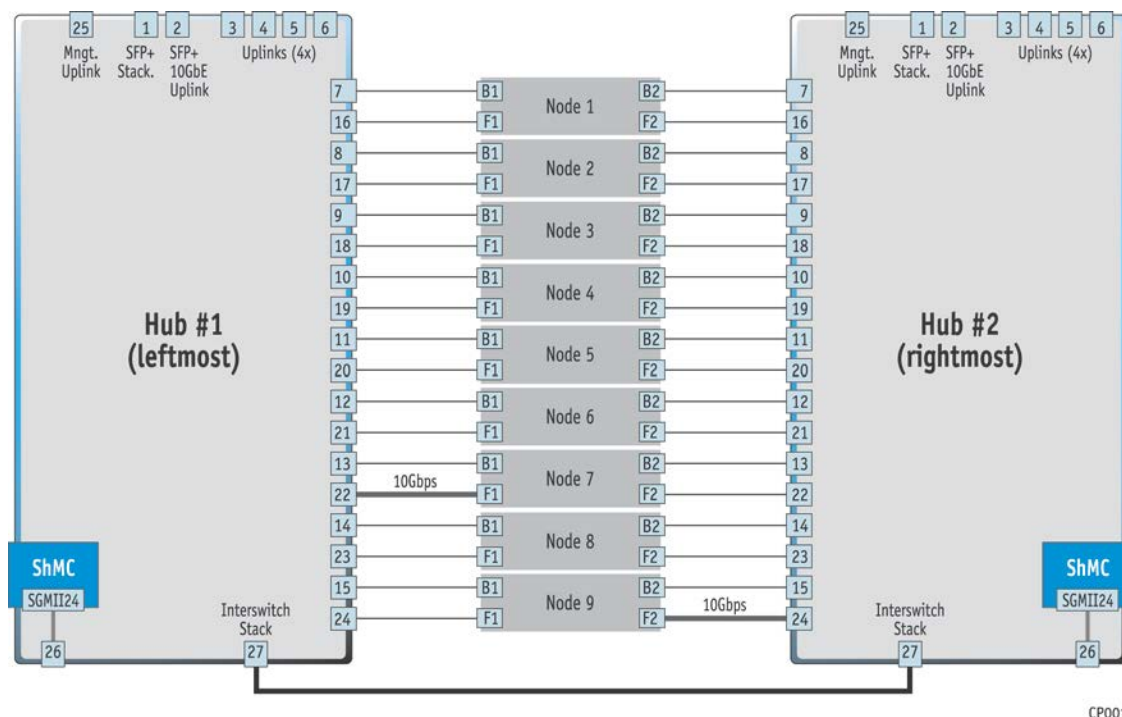 25 1 2 3 4 5 6
Mngt. Uplink
SFP+ Stack.
SFP+ 10GbE Uplink
Uplinks (4x)
25 1 2 3 4 5 6
Mngt. Uplink
SFP+ Stack.
SFP+ 10GbE Uplink
Uplinks (4x)
7 B1 Node 1 B2 7
16 F1 F2 16
8 B1 Node 2 B2 8
17 F1 F2 17
9 B1 Node 3 B2 9
18 F1 F2 18
10 B1 Node 4 B2 10
19 F1 F2 19
Hub #1
(leftmost)
Hub #2
(rightmost)
11 B1 Node 5 B2 11
20 F1 F2 20
12 B1 Node 6 B2 12
21 F1 F2 21
13 B1 Node 7 B2 13
22 10Gbps F1 F2 22
14 B1 Node 8 B2 14
23 F1 F2 23
15 B1 Node 9 B2 15
24 F1 F2 10Gbps 24
ShMC
SGMII24
26
Interswitch
Stack
27
ShMC
SGMII24
Interswitch
Stack
27
26